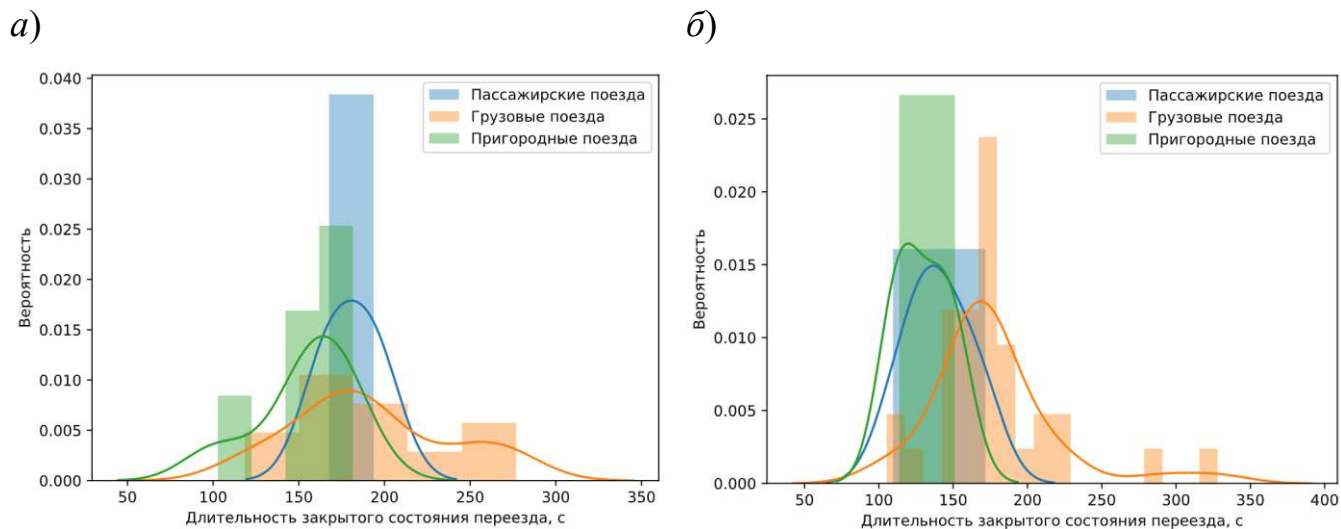 а)
б)
0.040
0.035
0.030
0.025
0.020
0.015
0.010
0.005
0.000
Вероятность
Пассажирские поезда
Грузовые поезда
Пригородные поезда
50 100 150 200 250 300 350
Длительность закрытого состояния переезда, с
0.025
0.020
0.015
0.010
0.005
0.000
Вероятность
Пассажирские поезда
Грузовые поезда
Пригородные поезда
50 100 150 200 250 300 350 400
Длительность закрытого состояния переезда, с